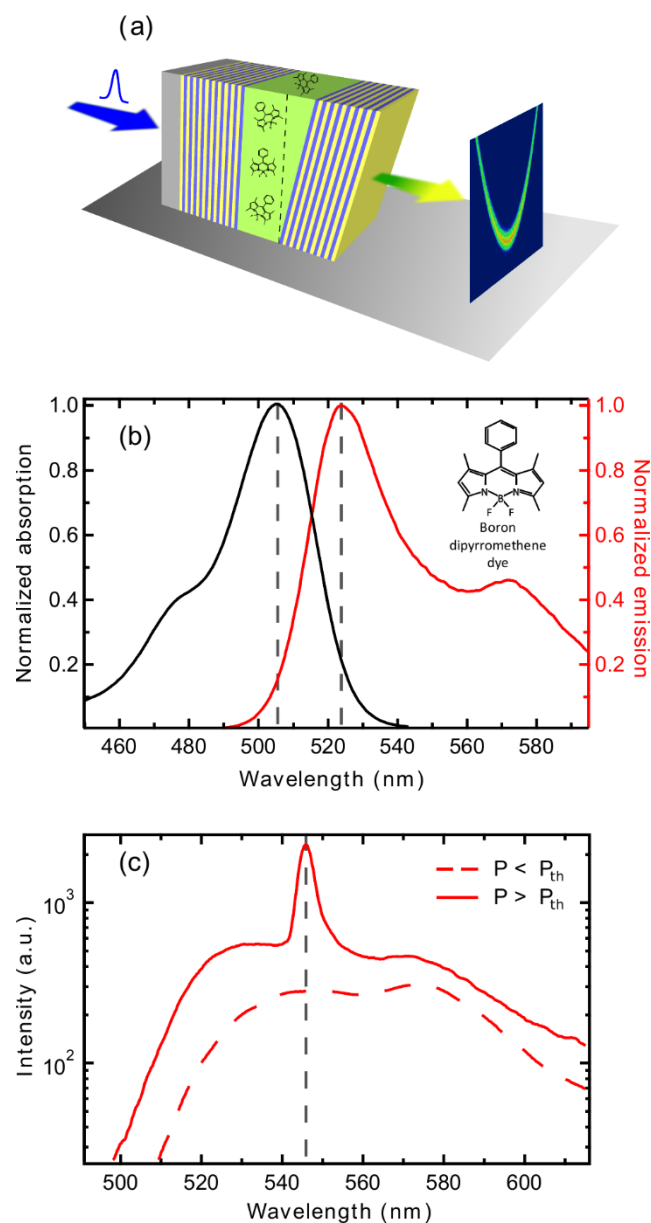 (a)
(b)
Normalized absorption
1.0
0.8
0.6
0.4
0.2
460 480 500 520 540 560 580
Wavelength (nm)
1.0
0.8
0.6
0.4
0.2
Normalized emission
N B N
F F
Boron
dipyrromethene
dye
(c)
Intensity (a.u.)
10³
10²
P < Pth
P > Pth
500 520 540 560 580 600
Wavelength (nm)